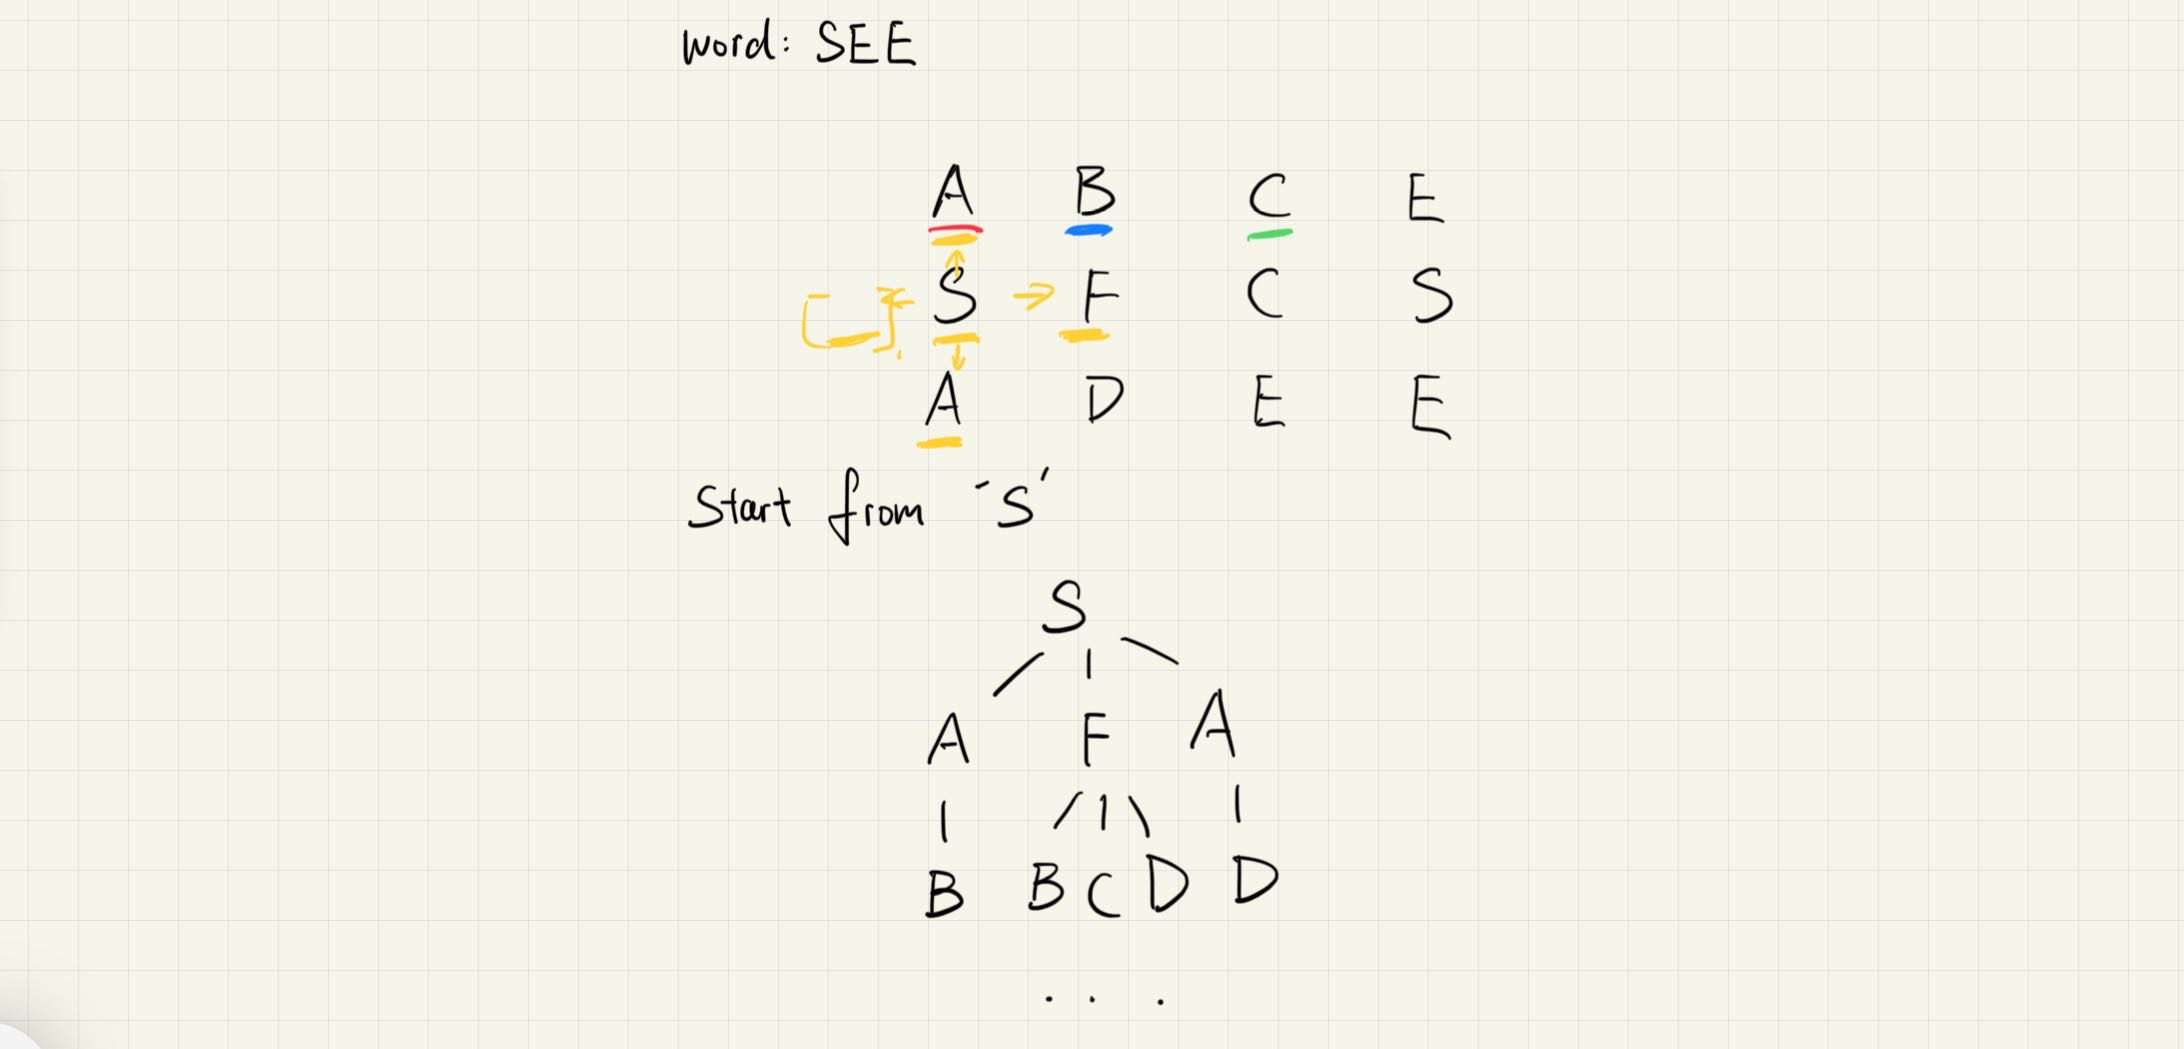 word: SEE
A B C E
S F C S
A D E E
Start from 'S'
S
A F A
B B C D D
. . .